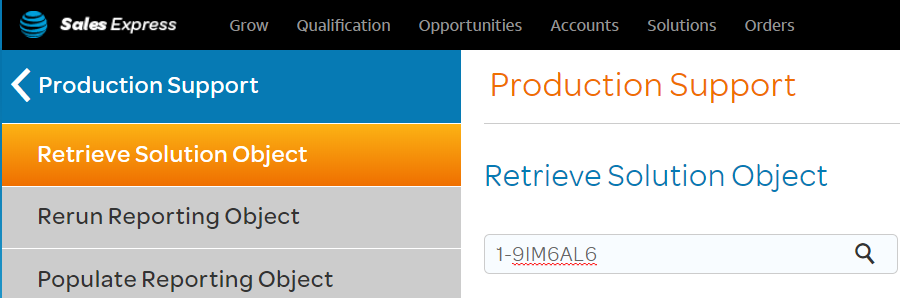 Sales Express Grow Qualification Opportunities Accounts Solutions Orders
Production Support
Retrieve Solution Object
Rerun Reporting Object
Populate Reporting Object
Production Support
Retrieve Solution Object
1-9IM6AL6